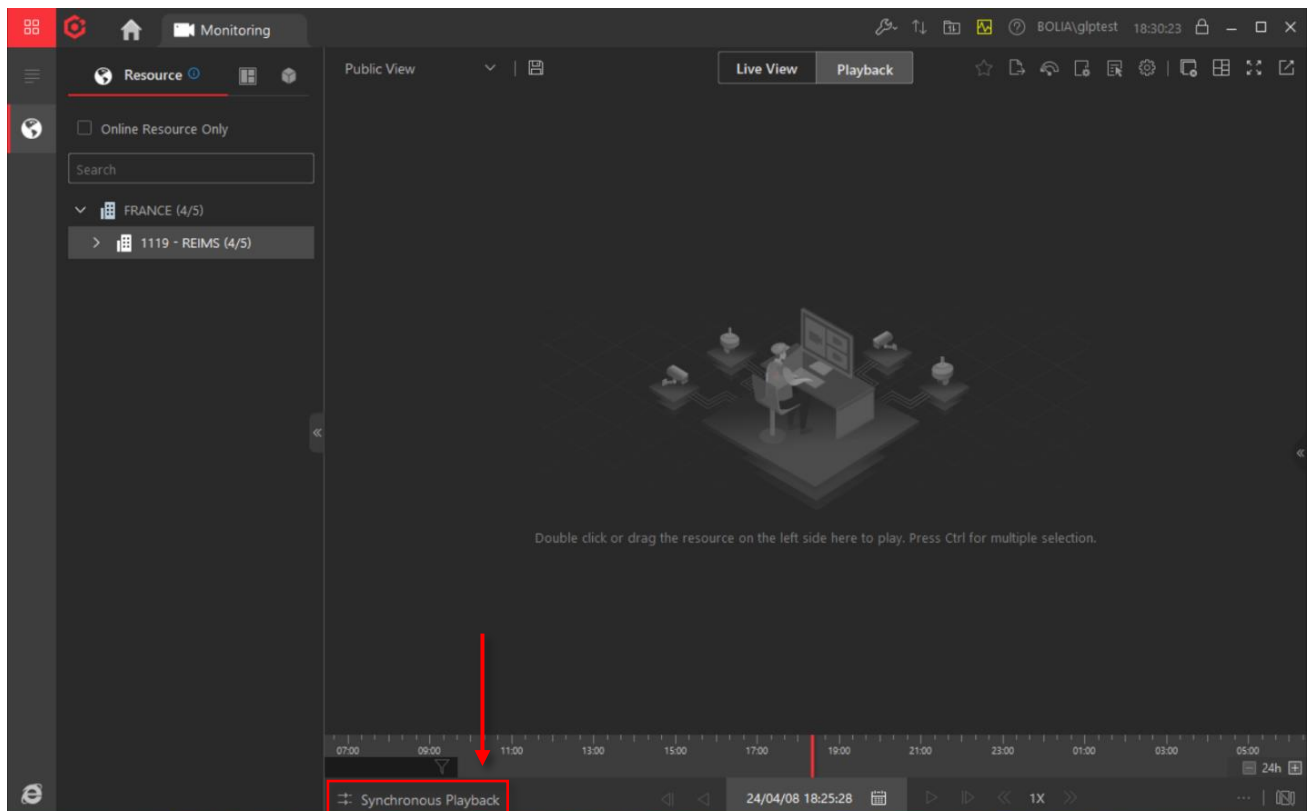 Monitoring
BOLIA\glptest 18:30:23
Resource
Public View
Live View Playback
Online Resource Only
Search
FRANCE (4/5)
1119 - REIMS (4/5)
Double click or drag the resource on the left side here to play. Press Ctrl for multiple selection.
07:00 09:00 11:00 13:00 15:00 17:00 19:00 21:00 23:00 01:00 03:00 05:00
24h
Synchronous Playback 24/04/08 18:25:28 1X